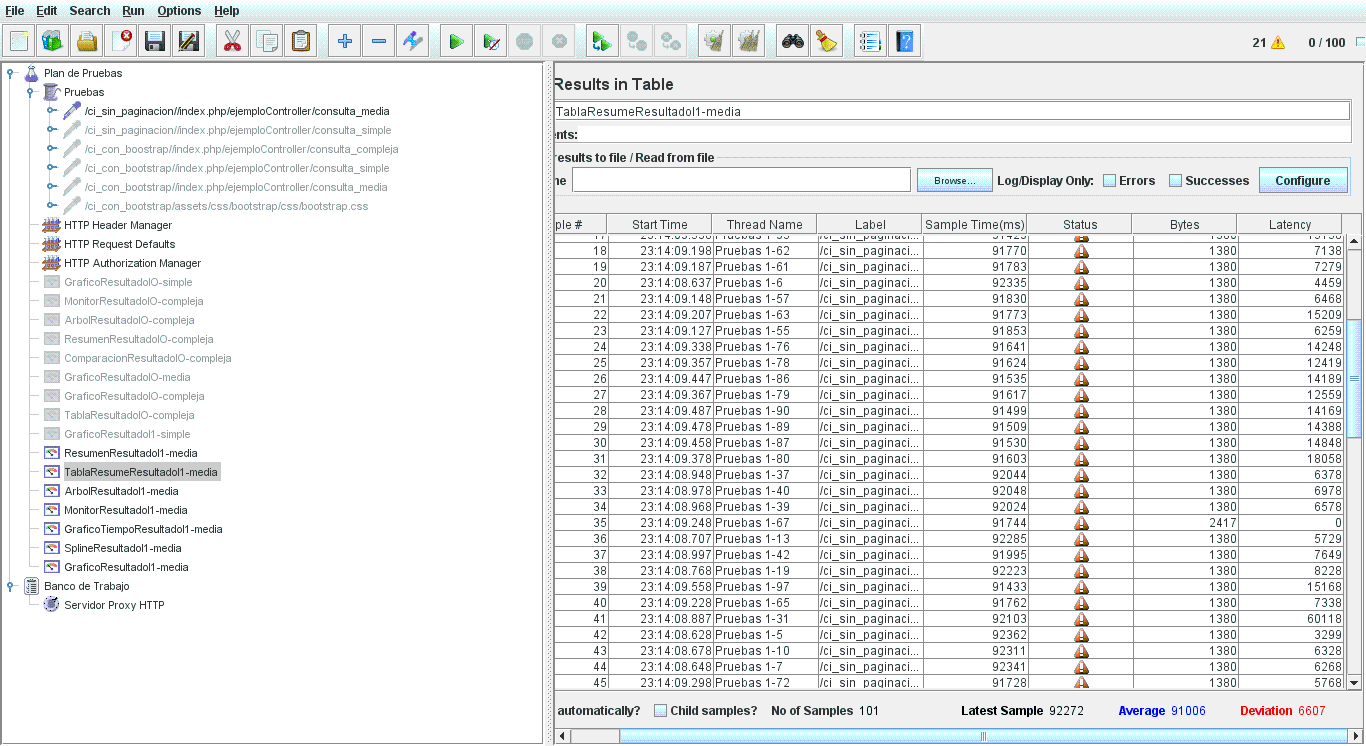 File Edit Search Run Options Help
21 0 / 100
Plan de Pruebas
Pruebas
/ci_sin_paginacion//index.php/ejemploController/consulta_media
/ci_sin_paginacion//index.php/ejemploController/consulta_simple
/ci_con_boostrap//index.php/ejemploController/consulta_compleja
/ci_con_bootstrap//index.php/ejemploController/consulta_simple
/ci_con_bootstrap//index.php/ejemploController/consulta_media
/ci_con_bootstrap/assets/css/bootstrap/css/bootstrap.css
HTTP Header Manager
HTTP Request Defaults
HTTP Authorization Manager
GraficoResultadoIO-simple
MonitorResultadoIO-compleja
ArbolResultadoIO-compleja
ResumenResultadoIO-compleja
ComparacionResultadoIO-compleja
GraficoResultadoIO-media
GraficoResultadoIO-compleja
TablaResultadoIO-compleja
GraficoResultadoI1-simple
ResumenResultadoI1-media
TablaResumeResultadoI1-media
ArbolResultadoI1-media
MonitorResultadoI1-media
GraficoTiempoResultadoI1-media
SplineResultadoI1-media
GraficoResultadoI1-media
Banco de Trabajo
Servidor Proxy HTTP
Results in Table
TablaResumeResultadoI1-media
nts:
results to file / Read from file
ne Browse... Log/Display Only: Errors Successes Configure
ple # Start Time Thread Name Label Sample Time(ms) Status Bytes Latency
18 23:14:09.198 Pruebas 1-62 /ci_sin_paginaci... 91770 1380 7138
19 23:14:09.187 Pruebas 1-61 /ci_sin_paginaci... 91783 1380 7279
20 23:14:08.637 Pruebas 1-6 /ci_sin_paginaci... 92335 1380 4459
21 23:14:09.148 Pruebas 1-57 /ci_sin_paginaci... 91830 1380 6468
22 23:14:09.207 Pruebas 1-63 /ci_sin_paginaci... 91773 1380 15209
23 23:14:09.127 Pruebas 1-55 /ci_sin_paginaci... 91853 1380 6259
24 23:14:09.338 Pruebas 1-76 /ci_sin_paginaci... 91641 1380 14248
25 23:14:09.357 Pruebas 1-78 /ci_sin_paginaci... 91624 1380 12419
26 23:14:09.447 Pruebas 1-86 /ci_sin_paginaci... 91535 1380 14189
27 23:14:09.367 Pruebas 1-79 /ci_sin_paginaci... 91617 1380 12559
28 23:14:09.487 Pruebas 1-90 /ci_sin_paginaci... 91499 1380 14169
29 23:14:09.478 Pruebas 1-89 /ci_sin_paginaci... 91509 1380 14388
30 23:14:09.458 Pruebas 1-87 /ci_sin_paginaci... 91530 1380 14848
31 23:14:09.378 Pruebas 1-80 /ci_sin_paginaci... 91603 1380 18058
32 23:14:08.948 Pruebas 1-37 /ci_sin_paginaci... 92044 1380 6378
33 23:14:08.978 Pruebas 1-40 /ci_sin_paginaci... 92048 1380 6978
34 23:14:08.968 Pruebas 1-39 /ci_sin_paginaci... 92024 1380 6578
35 23:14:09.248 Pruebas 1-67 /ci_sin_paginaci... 91744 2417 0
36 23:14:08.707 Pruebas 1-13 /ci_sin_paginaci... 92285 1380 5729
37 23:14:08.997 Pruebas 1-42 /ci_sin_paginaci... 91995 1380 7649
38 23:14:08.768 Pruebas 1-19 /ci_sin_paginaci... 92223 1380 8228
39 23:14:09.558 Pruebas 1-97 /ci_sin_paginaci... 91433 1380 15168
40 23:14:09.228 Pruebas 1-65 /ci_sin_paginaci... 91762 1380 7338
41 23:14:08.887 Pruebas 1-31 /ci_sin_paginaci... 92103 1380 60118
42 23:14:08.628 Pruebas 1-5 /ci_sin_paginaci... 92362 1380 3299
43 23:14:08.678 Pruebas 1-10 /ci_sin_paginaci... 92311 1380 6328
44 23:14:08.648 Pruebas 1-7 /ci_sin_paginaci... 92341 1380 6268
45 23:14:09.298 Pruebas 1-72 /ci_sin_paginaci... 91728 1380 5768
automatically? Child samples? No of Samples 101 Latest Sample 92272 Average 91006 Deviation 6607